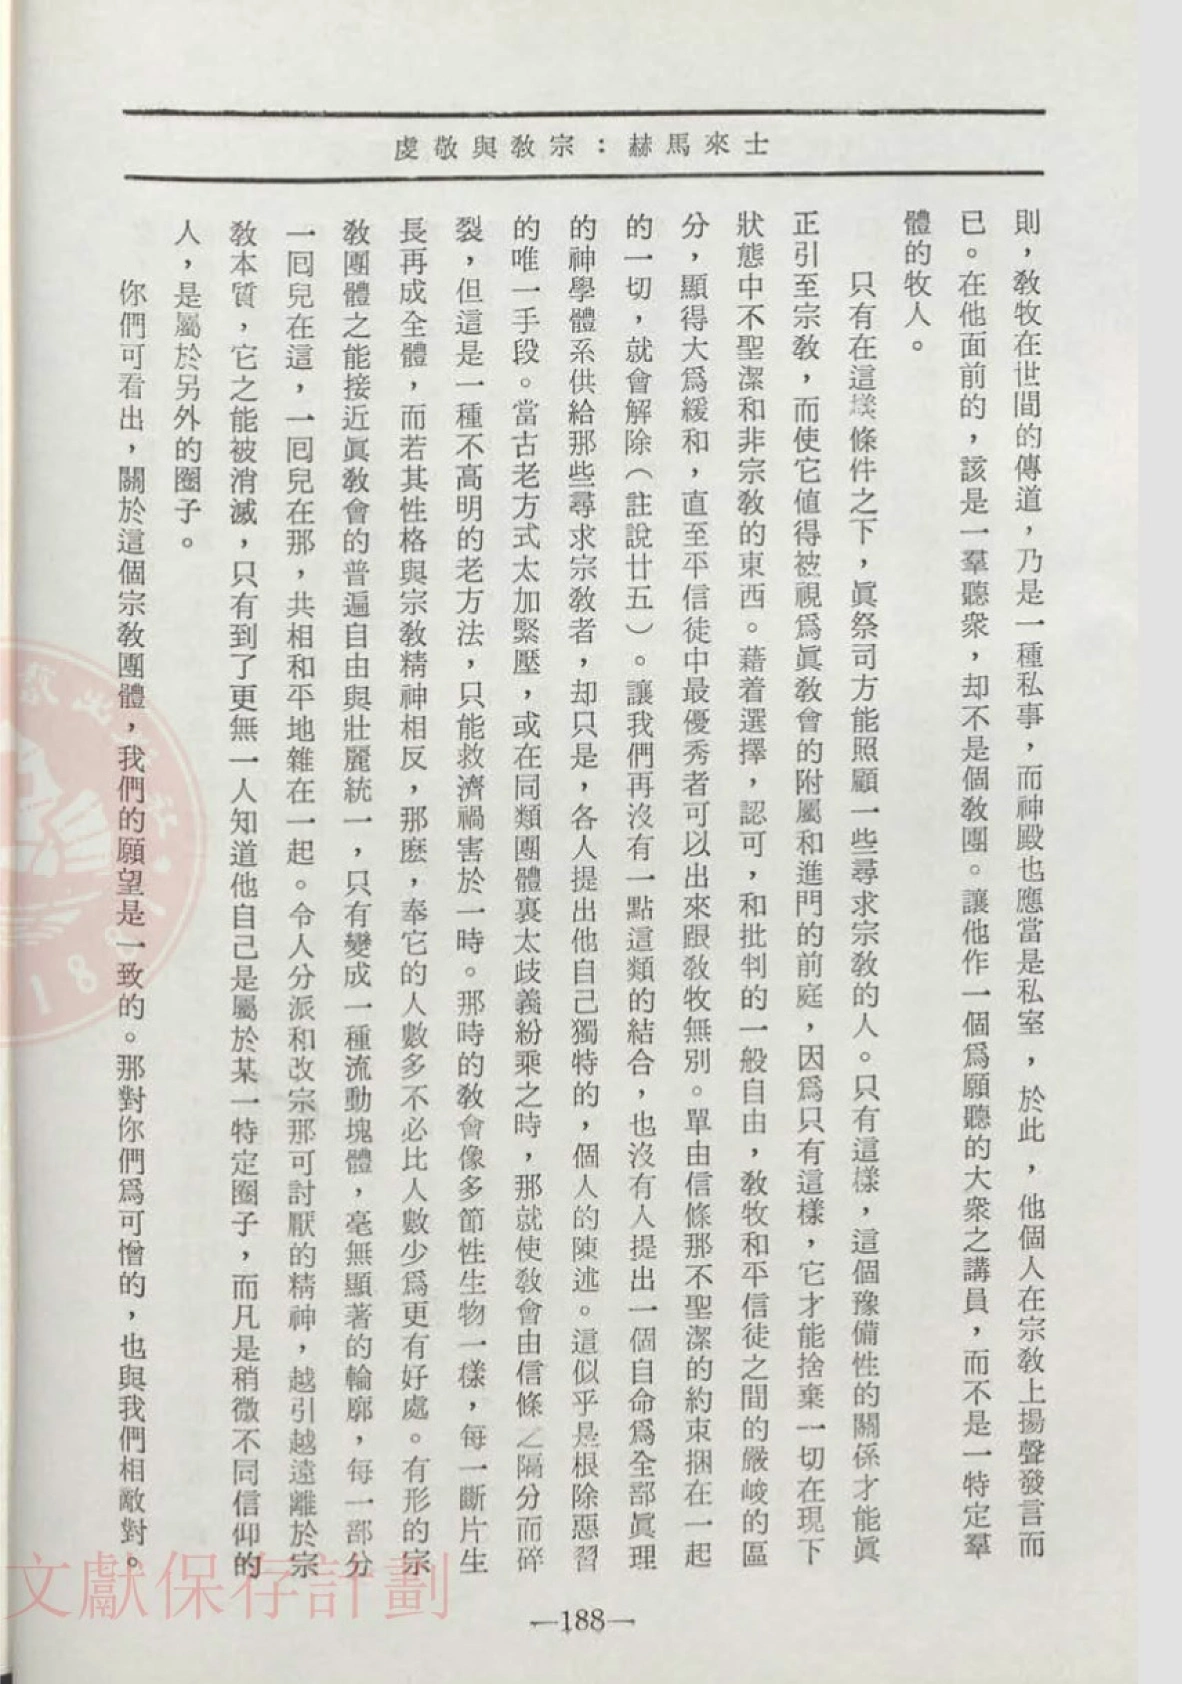 虔敬與敎宗：赫馬來士
則，敎牧在世間的傳道，乃是一種私事，而神殿也應當是私室，於此，他個人在宗敎上揚聲發言而
已。在他面前的，該是一羣聽衆，却不是個敎團。讓他作一個爲願聽的大衆之講員，而不是一特定羣
體的牧人。
只有在這樣條件之下，眞祭司方能照顧一些尋求宗敎的人。只有這樣，這個豫備性的關係才能眞
正引至宗敎，而使它值得被視爲眞敎會的附屬和進門的前庭，因爲只有這樣，它才能捨棄一切在現下
狀態中不聖潔和非宗敎的東西。藉着選擇，認可，和批判的一般自由，敎牧和平信徒之間的嚴峻的區
分，顯得大爲緩和，直至平信徒中最優秀者可以出來跟敎牧無別。單由信條那不聖潔的約束捆在一起
的一切，就會解除（註說廿五）。讓我們再沒有一點這類的結合，也沒有人提出一個自命爲全部眞理
的神學體系供給那些尋求宗敎者，却只是，各人提出他自己獨特的，個人的陳述。這似乎是根除惡習
的唯一手段。當古老方式太加緊壓，或在同類團體裏太歧義紛乘之時，那就使敎會由信條之隔分而碎
裂，但這是一種不高明的老方法，只能救濟禍害於一時。那時的敎會像多節性生物一樣，每一斷片生
長再成全體，而若其性格與宗敎精神相反，那麽，奉它的人數多不必比人數少爲更有好處。有形的宗
敎團體之能接近眞敎會的普遍自由與壯麗統一，只有變成一種流動塊體，毫無顯著的輪廓，每一部分
一囘兒在這，一囘兒在那，共相和平地雜在一起。令人分派和改宗那可討厭的精神，越引越遠離於宗
敎本質，它之能被消滅，只有到了更無一人知道他自己是屬於某一特定圈子，而凡是稍微不同信仰的
人，是屬於另外的圈子。
你們可看出，關於這個宗敎團體，我們的願望是一致的。那對你們爲可憎的，也與我們相敵對。
—188—
文獻保存計劃